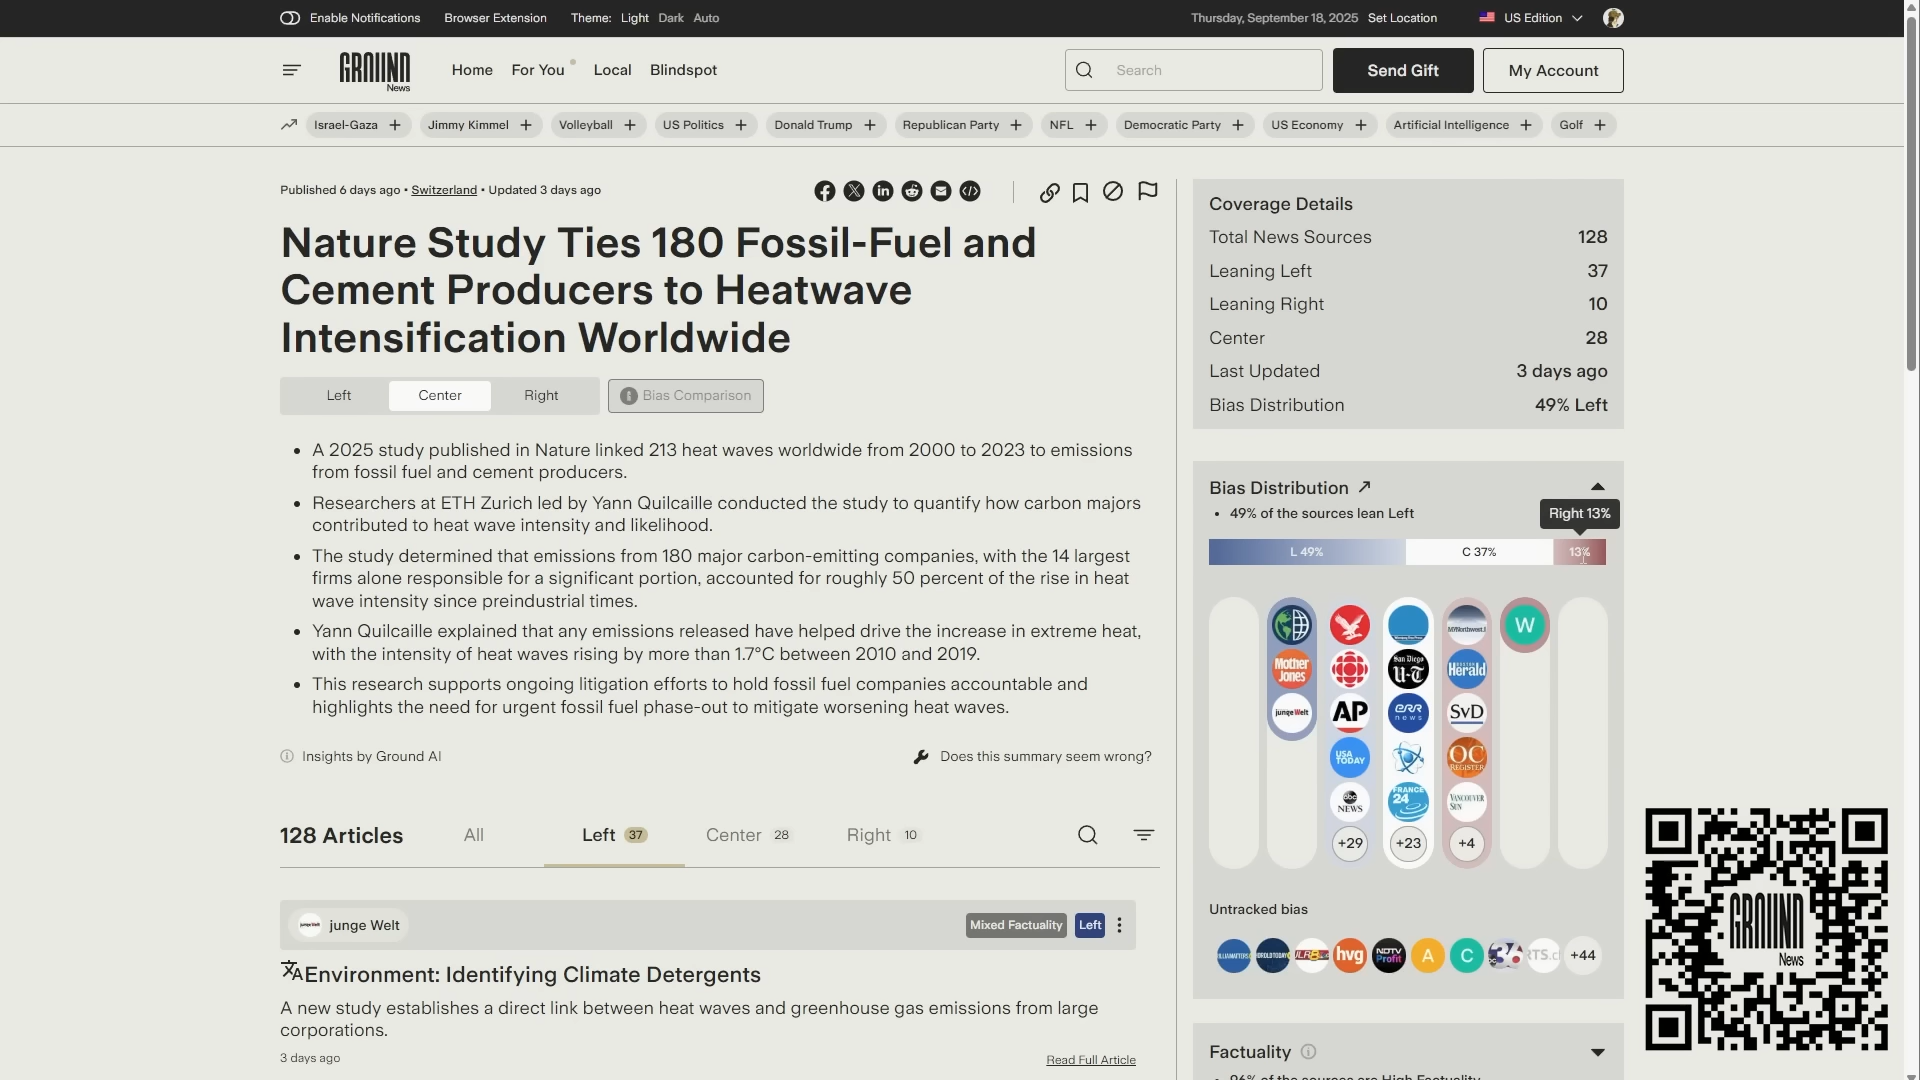 Enable Notifications Browser Extension Theme: Light Dark Auto Thursday, September 18, 2025 Set Location US Edition
GROUND
News
Home For You Local Blindspot Search Send Gift My Account
Israel-Gaza + Jimmy Kimmel + Volleyball + US Politics + Donald Trump + Republican Party + NFL + Democratic Party + US Economy + Artificial Intelligence + Golf +
Published 6 days ago • Switzerland • Updated 3 days ago
Nature Study Ties 180 Fossil-Fuel and
Cement Producers to Heatwave
Intensification Worldwide
Left Center Right Bias Comparison
• A 2025 study published in Nature linked 213 heat waves worldwide from 2000 to 2023 to emissions
from fossil fuel and cement producers.
• Researchers at ETH Zurich led by Yann Quilcaille conducted the study to quantify how carbon majors
contributed to heat wave intensity and likelihood.
• The study determined that emissions from 180 major carbon-emitting companies, with the 14 largest
firms alone responsible for a significant portion, accounted for roughly 50 percent of the rise in heat
wave intensity since preindustrial times.
• Yann Quilcaille explained that any emissions released have helped drive the increase in extreme heat,
with the intensity of heat waves rising by more than 1.7°C between 2010 and 2019.
• This research supports ongoing litigation efforts to hold fossil fuel companies accountable and
highlights the need for urgent fossil fuel phase-out to mitigate worsening heat waves.
Insights by Ground AI Does this summary seem wrong?
128 Articles All Left 37 Center 28 Right 10
junge Welt junge Welt Mixed Factuality Left
Environment: Identifying Climate Detergents
A new study establishes a direct link between heat waves and greenhouse gas emissions from large
corporations.
3 days ago Read Full Article
Coverage Details
Total News Sources 128
Leaning Left 37
Leaning Right 10
Center 28
Last Updated 3 days ago
Bias Distribution 49% Left
Bias Distribution
• 49% of the sources lean Left
Right 13%
L 49% C 37% 13%
MYNorthwest W
Mother Jones San Diego U-T Boston Herald
junge Welt AP err news SvD
USA TODAY OC REGISTER
abc NEWS FRANCE 24 VANCOUVER SUN
+29 +23 +4
Untracked bias
hvg NDTV Profit A C +44
Factuality
• 96% of the sources are High Factuality
GROUND
News